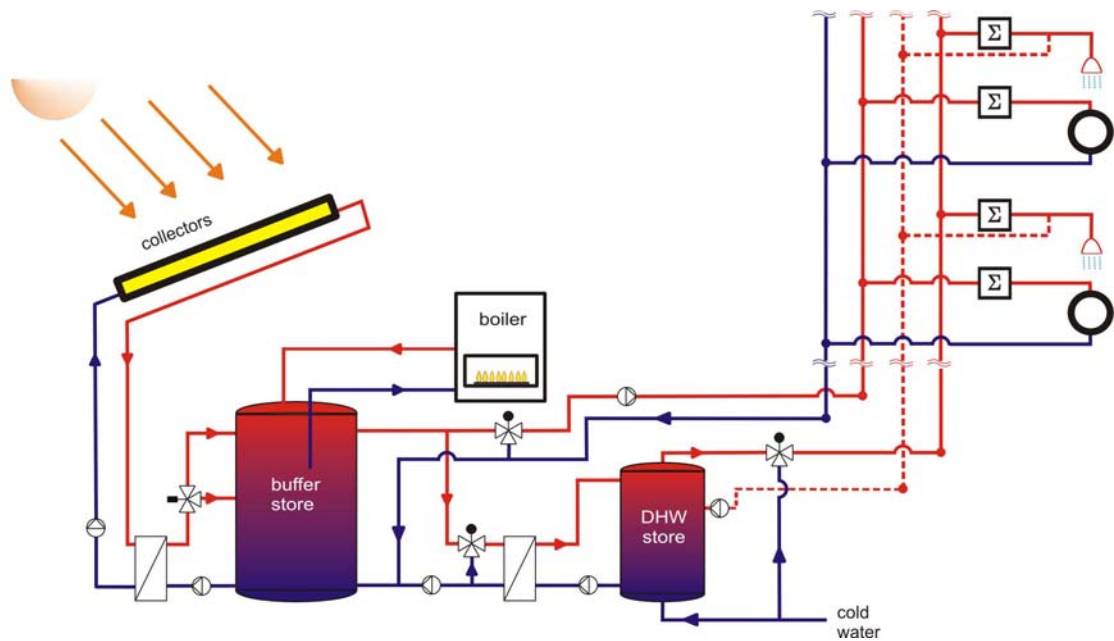 Σ
Σ
collectors
Σ
Σ
boiler
buffer
store
DHW
store
cold
water